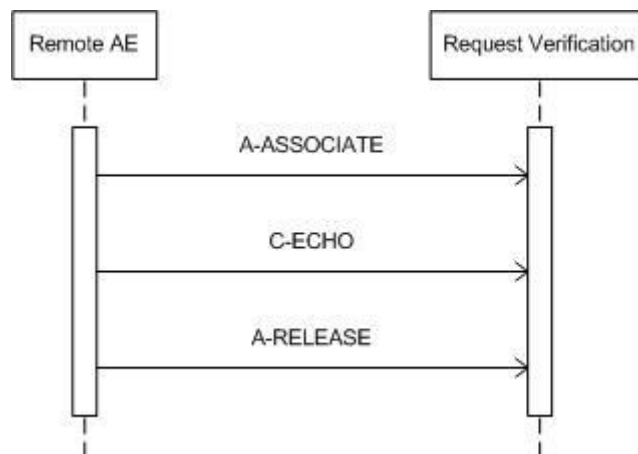 Remote AE
Request Verification
A-ASSOCIATE
C-ECHO
A-RELEASE